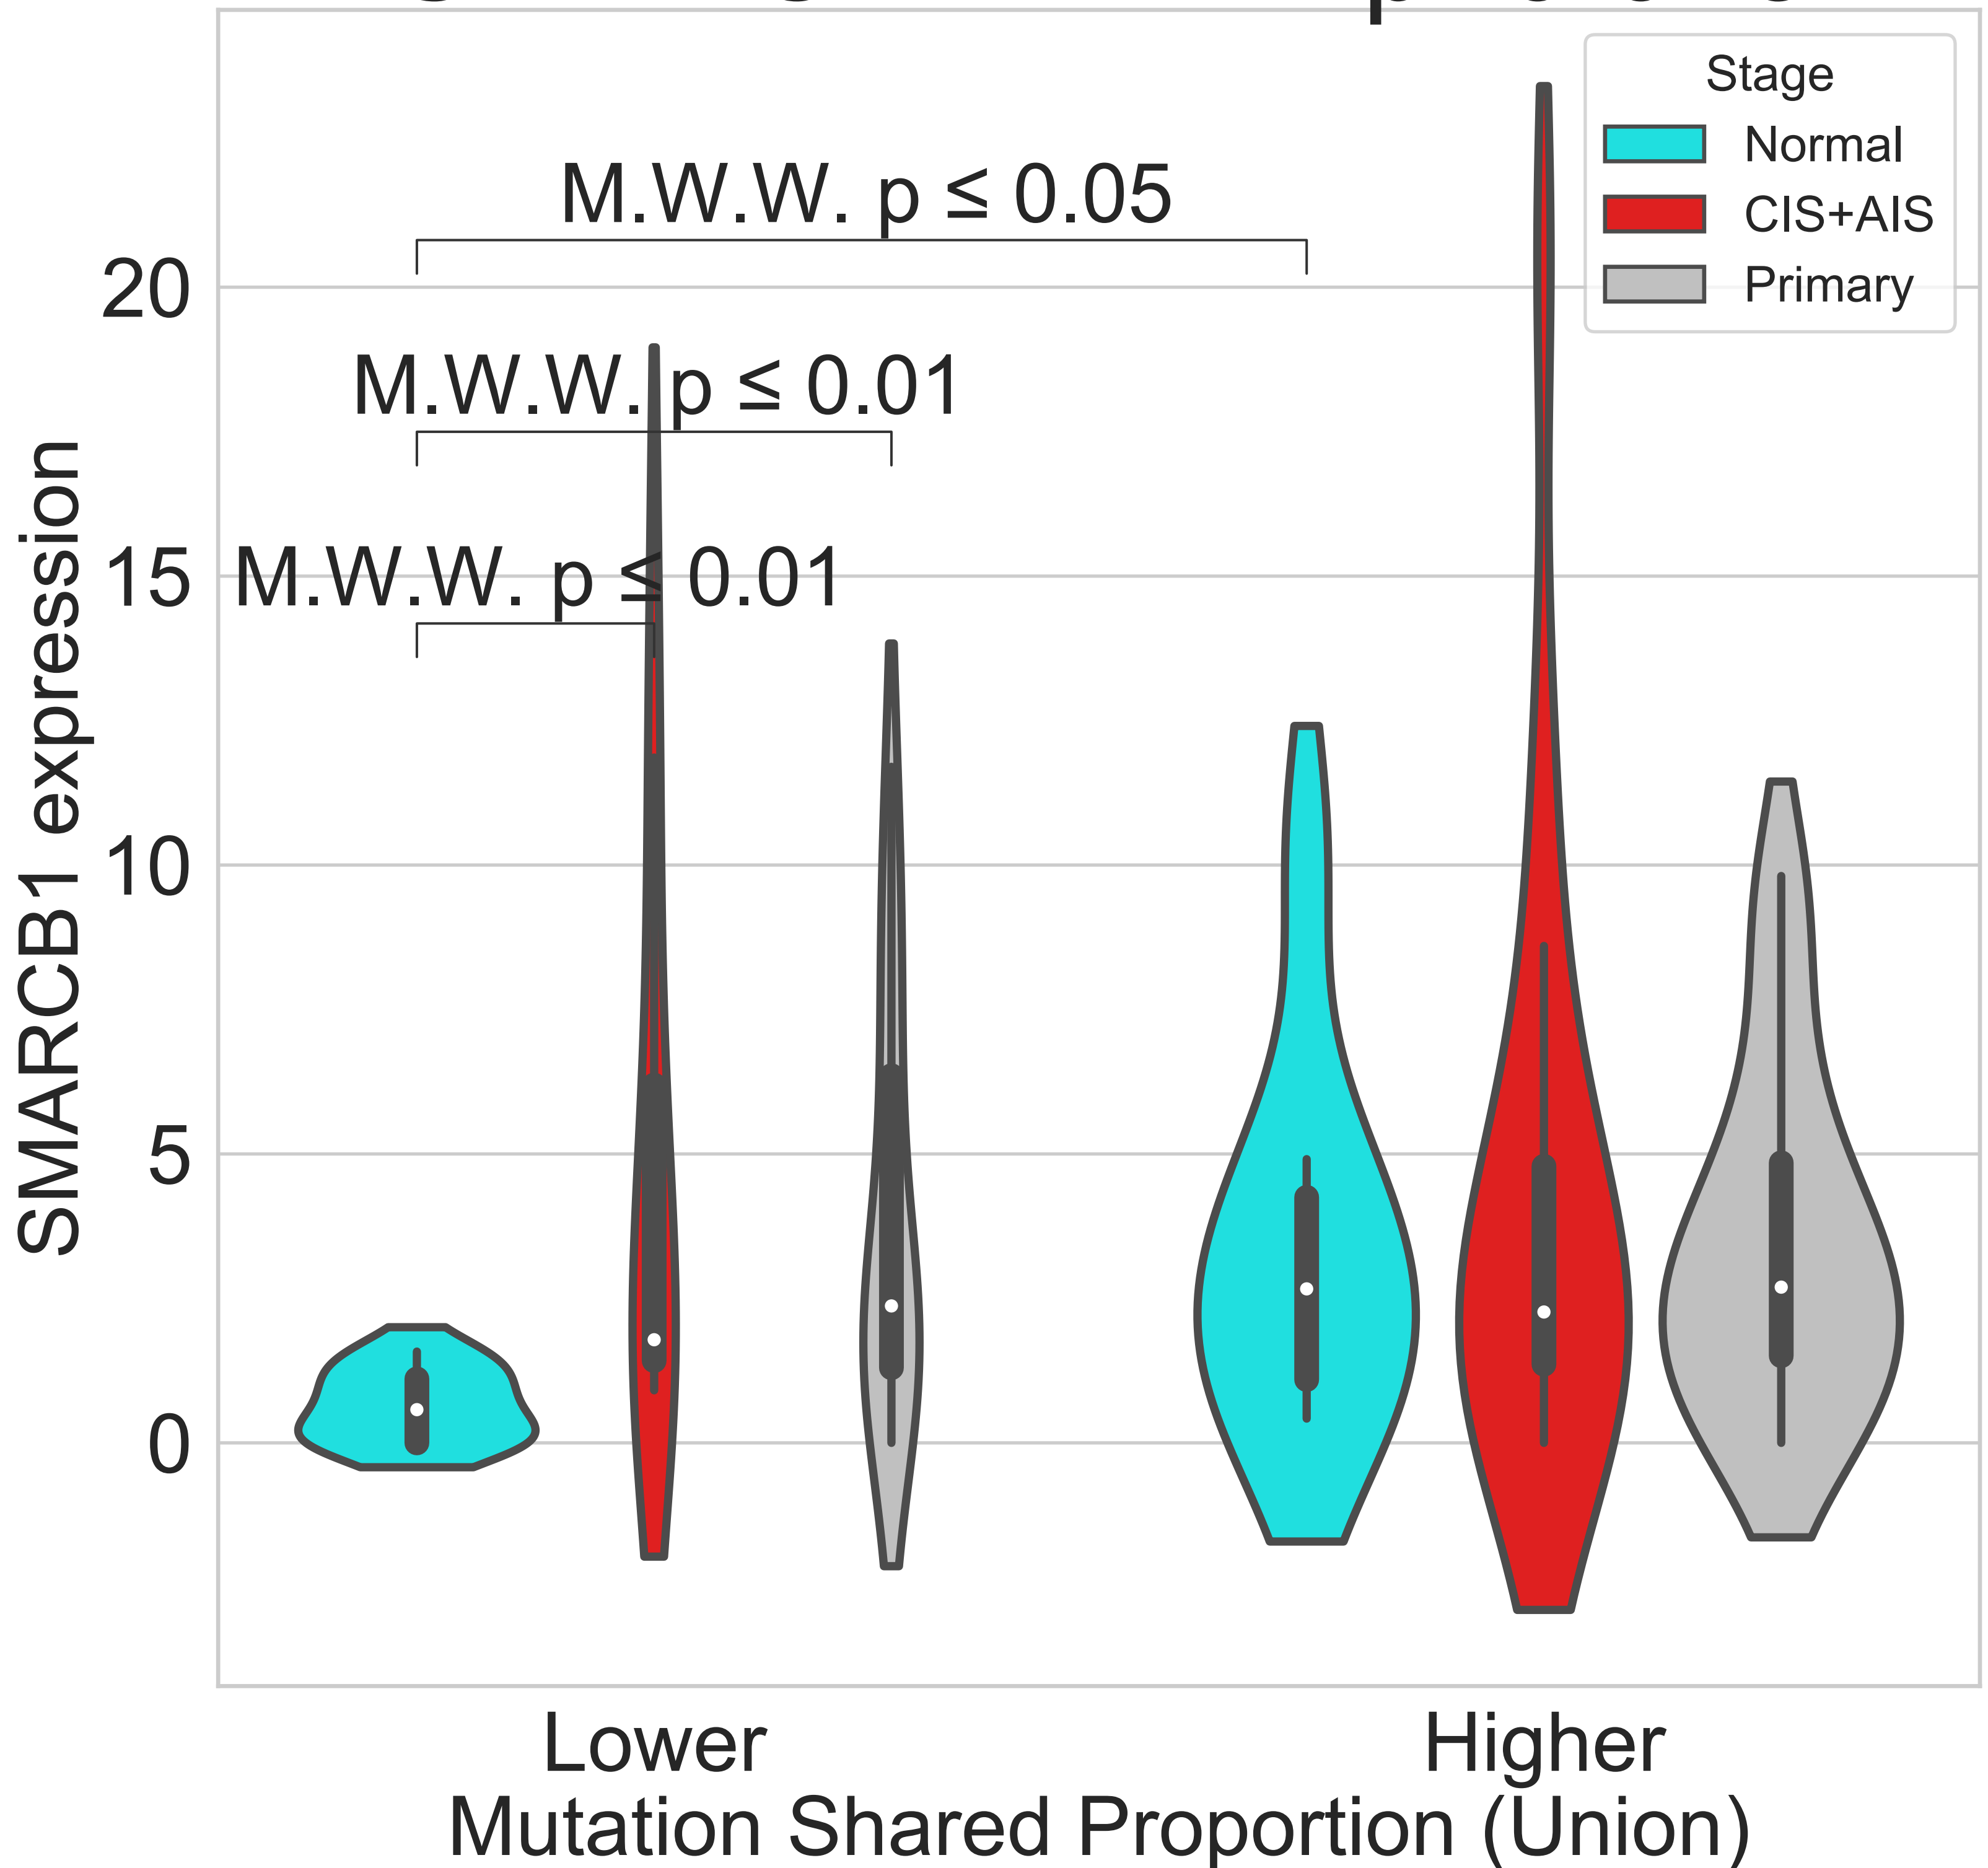 Stage
Normal
CIS+AIS
Primary
M.W.W. p ≤ 0.05
M.W.W. p ≤ 0.01
M.W.W. p ≤ 0.01
20
15
10
5
0
SMARCB1 expression
Lower
Higher
Mutation Shared Proportion (Union)